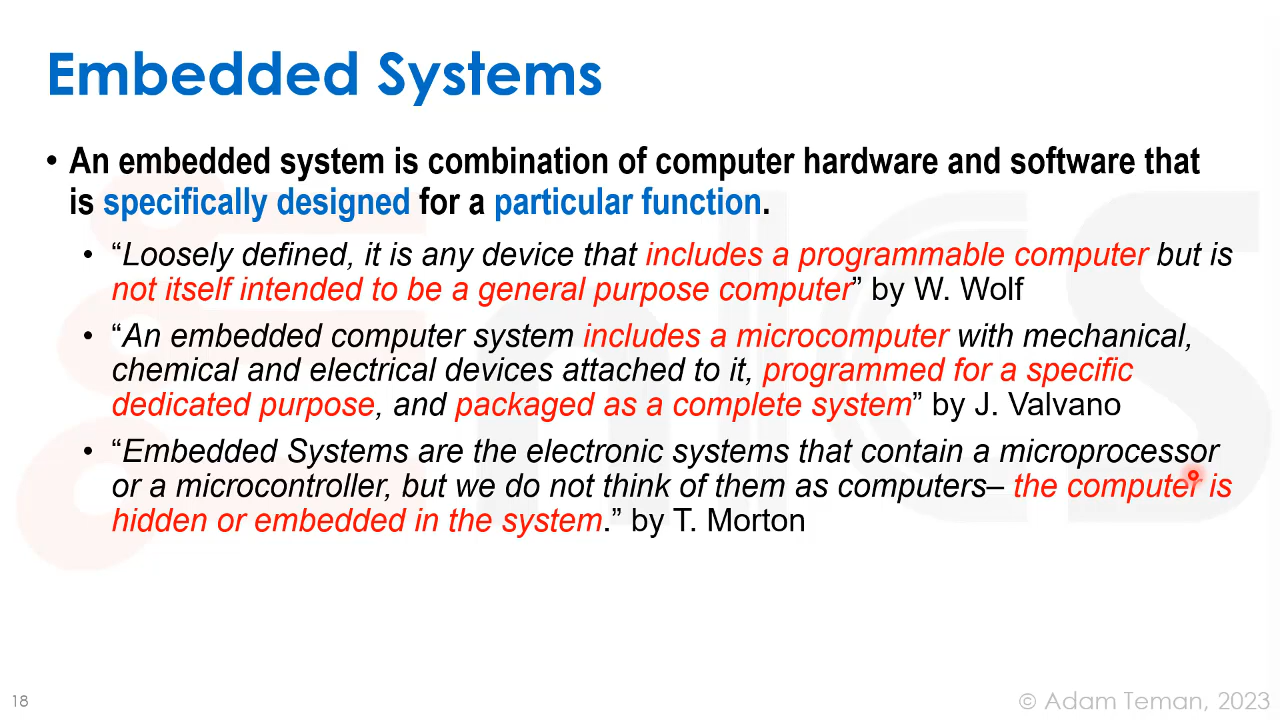 Embedded Systems
• An embedded system is combination of computer hardware and software that
is specifically designed for a particular function.
• “Loosely defined, it is any device that includes a programmable computer but is
not itself intended to be a general purpose computer” by W. Wolf
• “An embedded computer system includes a microcomputer with mechanical,
chemical and electrical devices attached to it, programmed for a specific
dedicated purpose, and packaged as a complete system” by J. Valvano
• “Embedded Systems are the electronic systems that contain a microprocessor
or a microcontroller, but we do not think of them as computers– the computer is
hidden or embedded in the system.” by T. Morton
18
© Adam Teman, 2023